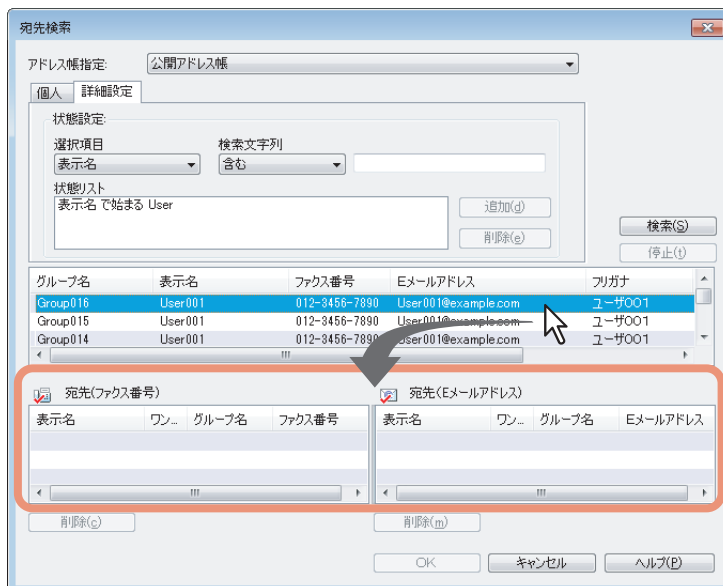 宛先検索
アドレス帳指定: 公開アドレス帳
個人 詳細設定
状態設定:
選択項目 検索文字列
表示名 含む
状態リスト
表示名 で始まる User
追加(d)
削除(e)
検索(S)
停止(t)
グループ名 表示名 ファクス番号 Eメールアドレス フリガナ
Group016 User001 012-3456-7890 User001@example.com ユーザ001
Group015 User001 012-3456-7890 User001@example.com ユーザ001
Group014 User001 012-3456-7890 User001@example.com ユーザ001
宛先(ファクス番号) 宛先(Eメールアドレス)
表示名 ワン... グループ名 ファクス番号 表示名 ワン... グループ名 Eメールアドレス
削除(c) 削除(m)
OK キャンセル ヘルプ(P)